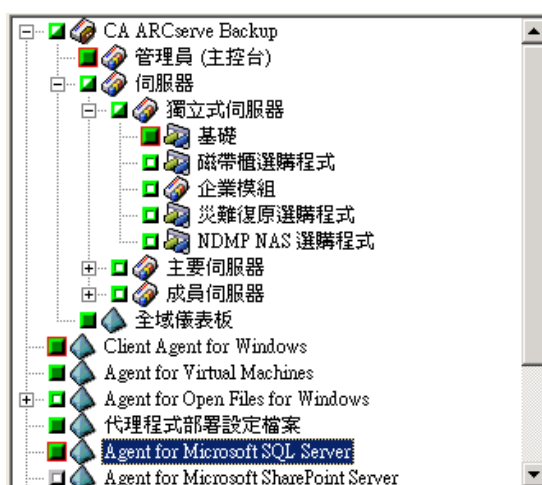 CA ARCserve Backup
管理員 (主控台)
伺服器
獨立式伺服器
基礎
磁帶櫃選購程式
企業模組
災難復原選購程式
NDMP NAS 選購程式
主要伺服器
成員伺服器
全域儀表板
Client Agent for Windows
Agent for Virtual Machines
Agent for Open Files for Windows
代理程式部署設定檔案
Agent for Microsoft SQL Server
Agent for Microsoft SharePoint Server